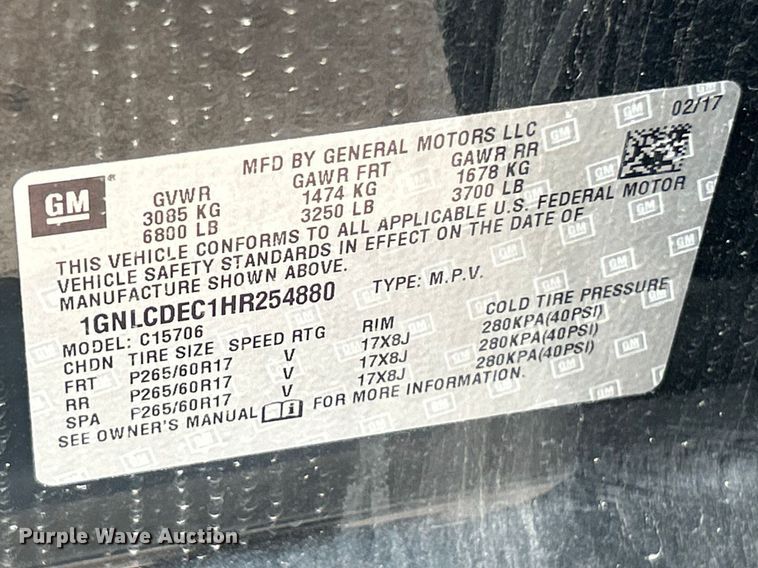 02/17
GM
MFD BY GENERAL MOTORS LLC
GVWR GAWR FRT GAWR RR
3085 KG 1474 KG 1678 KG
6800 LB 3250 LB 3700 LB
THIS VEHICLE CONFORMS TO ALL APPLICABLE U.S. FEDERAL MOTOR
VEHICLE SAFETY STANDARDS IN EFFECT ON THE DATE OF
MANUFACTURE SHOWN ABOVE.
1GNLCDEC1HR254880 TYPE: M.P.V.
MODEL: C15706
CHDN TIRE SIZE SPEED RTG RIM COLD TIRE PRESSURE
FRT P265/60R17 V 17X8J 280KPA(40PSI)
RR P265/60R17 V 17X8J 280KPA(40PSI)
SPA P265/60R17 V 17X8J 280KPA(40PSI)
SEE OWNER'S MANUAL i FOR MORE INFORMATION.
Purple Wave Auction